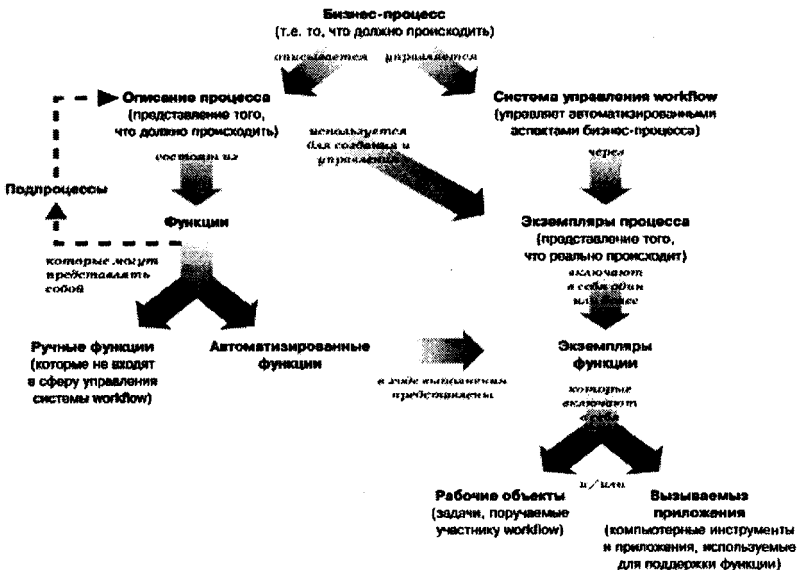 Бизнес-процесс
(т.е. то, что должно происходить)
описывается
управляется
Описание процесса
(представление того,
что должно происходить)
Система управления workflow
(управляет автоматизированными
аспектами бизнес-процесса)
используется
для создания и
управления
состоит из
через
Подпроцессы
Функции
Экземпляры процесса
(представление того,
что реально происходит)
которые могут
представлять
собой
включают
в себя один
или более
Ручные функции
(которые не входят
в сферу управления
системы workflow)
Автоматизированные
функции
Экземпляры
функции
в ходе выполнения
представлены
которые
включают
в себя
и/или
Рабочие объекты
(задачи, поручаемые
участнику workflow)
Вызываемыз
приложения
(компьютерные инструменты
и приложения, используемые
для поддержки функции)